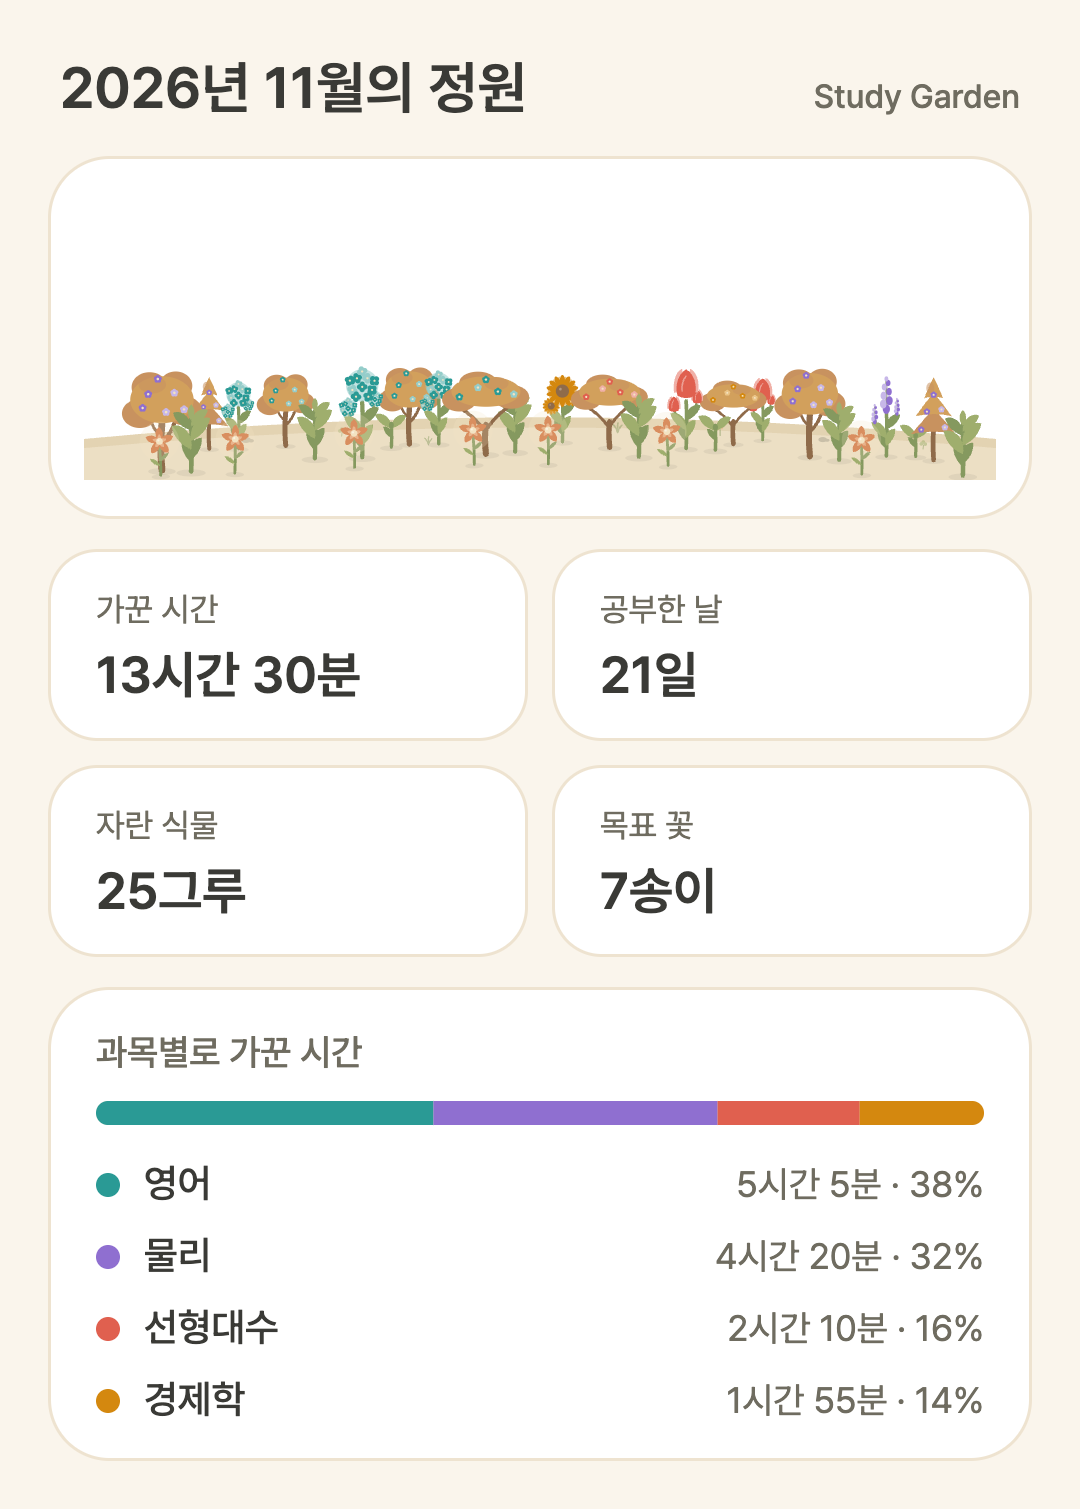 2026년 11월의 정원
Study Garden
가꾼 시간
13시간 30분
공부한 날
21일
자란 식물
25그루
목표 꽃
7송이
과목별로 가꾼 시간
영어 5시간 5분 · 38%
물리 4시간 20분 · 32%
선형대수 2시간 10분 · 16%
경제학 1시간 55분 · 14%